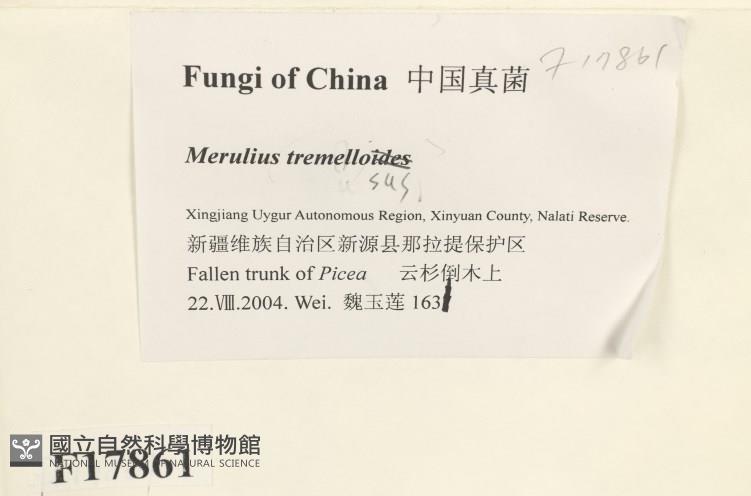 Fungi of China 中国真菌 F17861
Merulius tremelloides
sus
Xingjiang Uygur Autonomous Region, Xinyuan County, Nalati Reserve.
新疆维族自治区新源县那拉提保护区
Fallen trunk of Picea 云杉倒木上
22.Ⅷ.2004. Wei. 魏玉莲 163
國立自然科學博物館
NATIONAL MUSEUM OF NATURAL SCIENCE
F17861